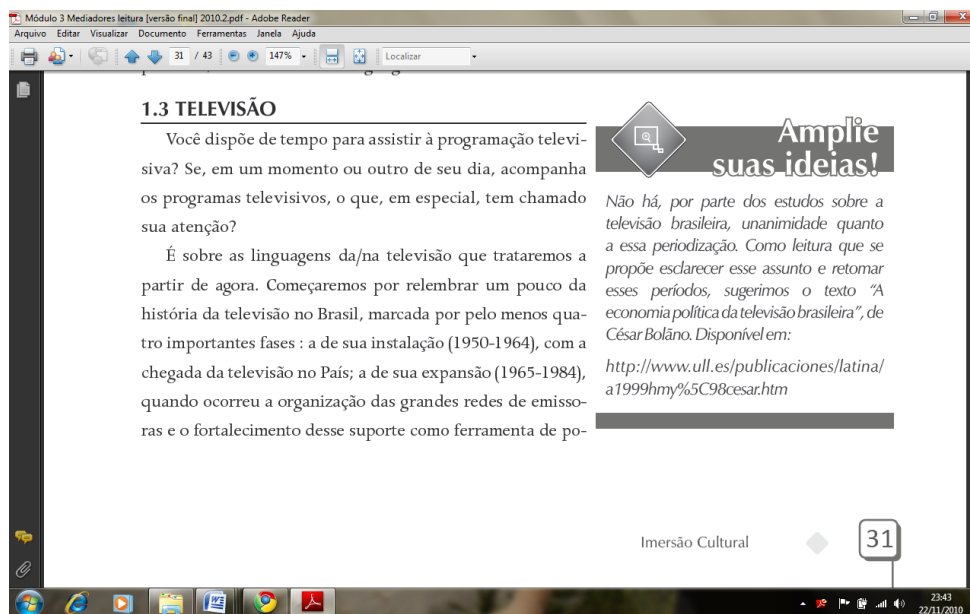 Módulo 3 Mediadores leitura [versão final] 2010.2.pdf - Adobe Reader
Arquivo Editar Visualizar Documento Ferramentas Janela Ajuda
31 / 43 147% Localizar
1.3 TELEVISÃO
Você dispõe de tempo para assistir à programação televi-
siva? Se, em um momento ou outro de seu dia, acompanha
os programas televisivos, o que, em especial, tem chamado
sua atenção?
É sobre as linguagens da/na televisão que trataremos a
partir de agora. Começaremos por relembrar um pouco da
história da televisão no Brasil, marcada por pelo menos qua-
tro importantes fases : a de sua instalação (1950-1964), com a
chegada da televisão no País; a de sua expansão (1965-1984),
quando ocorreu a organização das grandes redes de emisso-
ras e o fortalecimento desse suporte como ferramenta de po-
Amplie
suas ideias!
Não há, por parte dos estudos sobre a
televisão brasileira, unanimidade quanto
a essa periodização. Como leitura que se
propõe esclarecer esse assunto e retomar
esses períodos, sugerimos o texto “A
economia política da televisão brasileira”, de
César Bolãno. Disponível em:
http://www.ull.es/publicaciones/latina/
a1999hmy%5C98cesar.htm
Imersão Cultural
31
23:43
22/11/2010